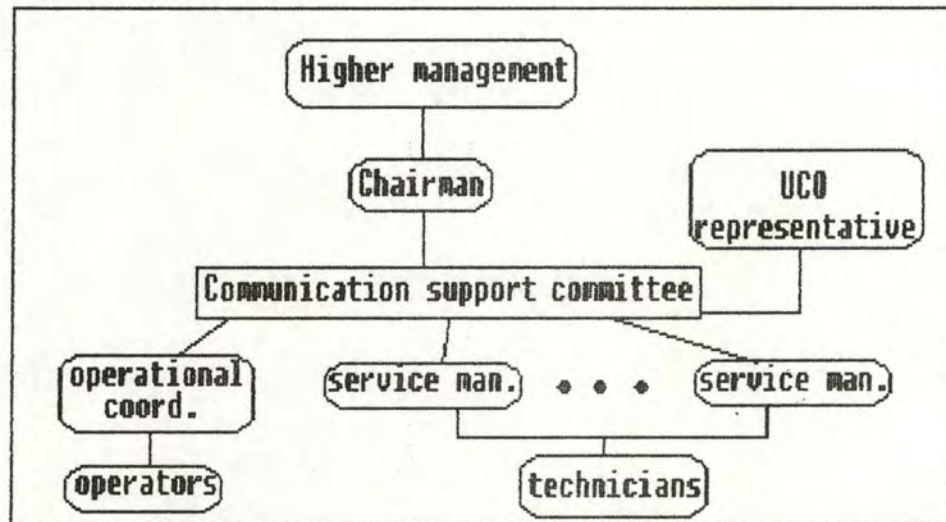 Higher management
Chairman
UCO
representative
Communication support committee
operational
coord.
service man.
service man.
operators
technicians